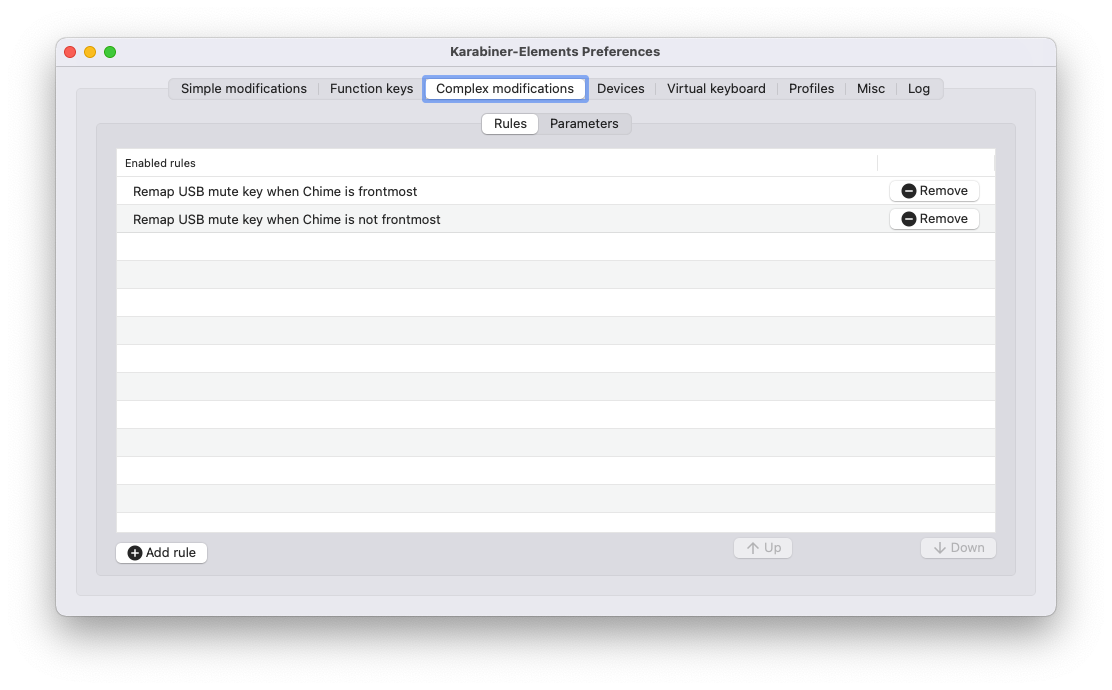 Karabiner-Elements Preferences
Simple modifications Function keys Complex modifications Devices Virtual keyboard Profiles Misc Log
Rules Parameters
Enabled rules
Remap USB mute key when Chime is frontmost Remove
Remap USB mute key when Chime is not frontmost Remove
Add rule Up Down